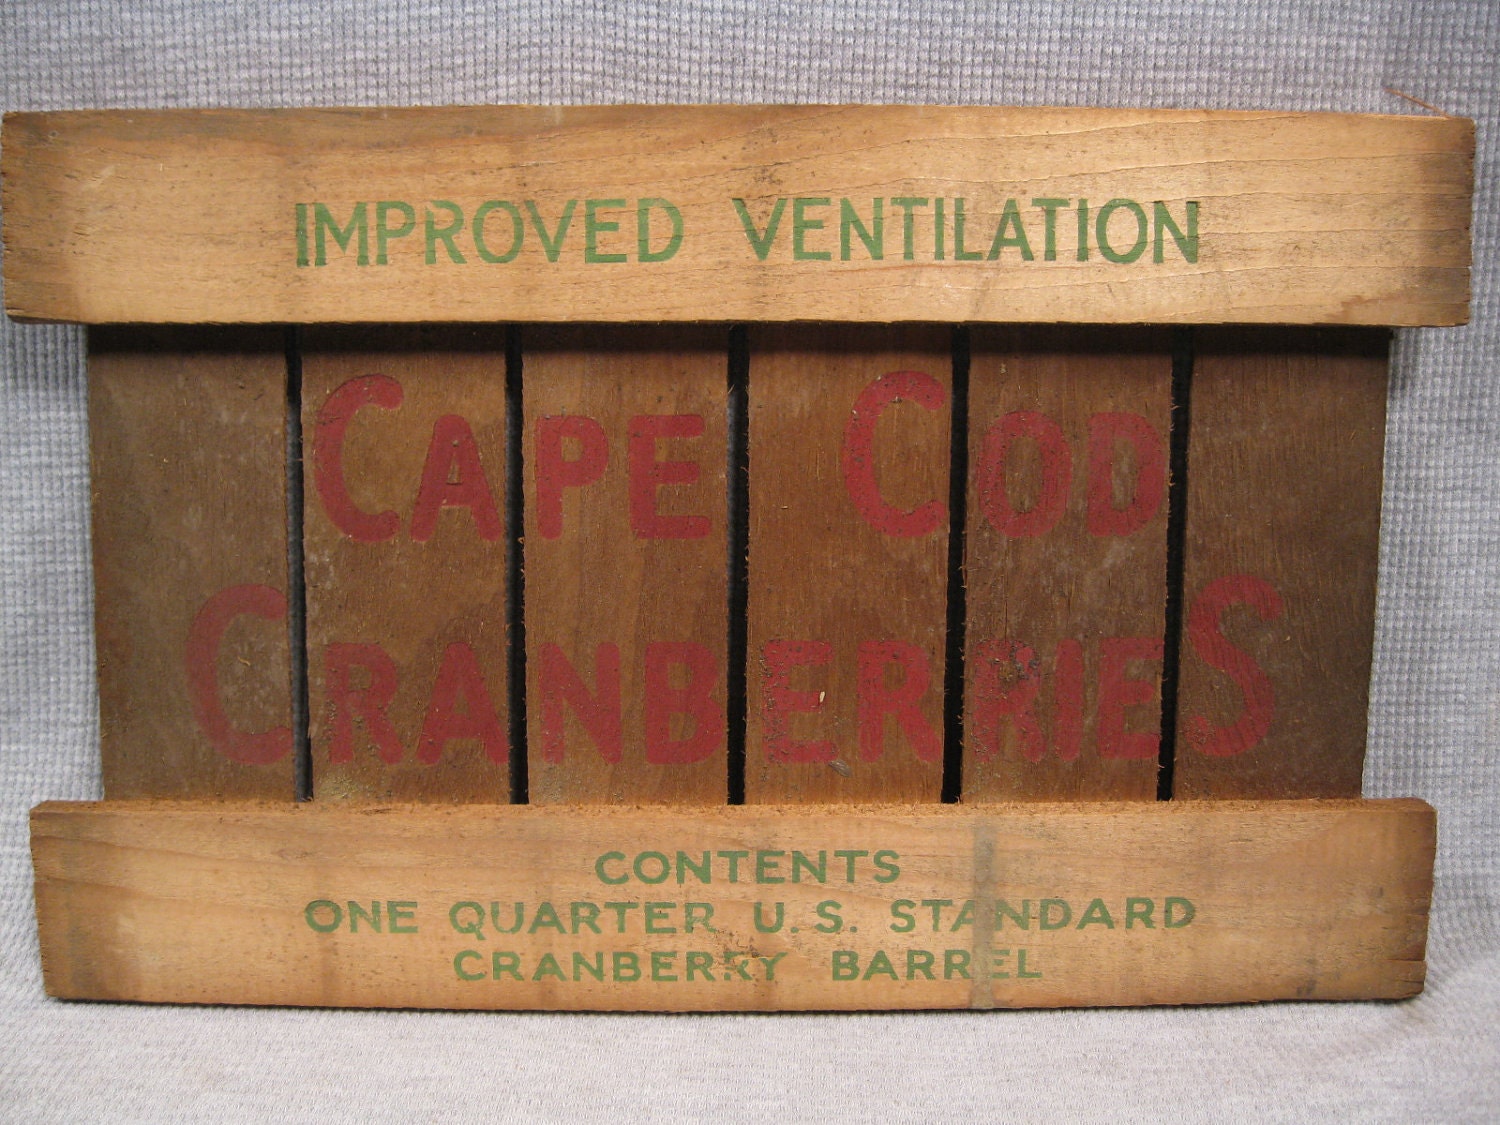 IMPROVED VENTILATION
CAPE COD
CRANBERRIES
CONTENTS
ONE QUARTER U.S. STANDARD
CRANBERRY BARREL